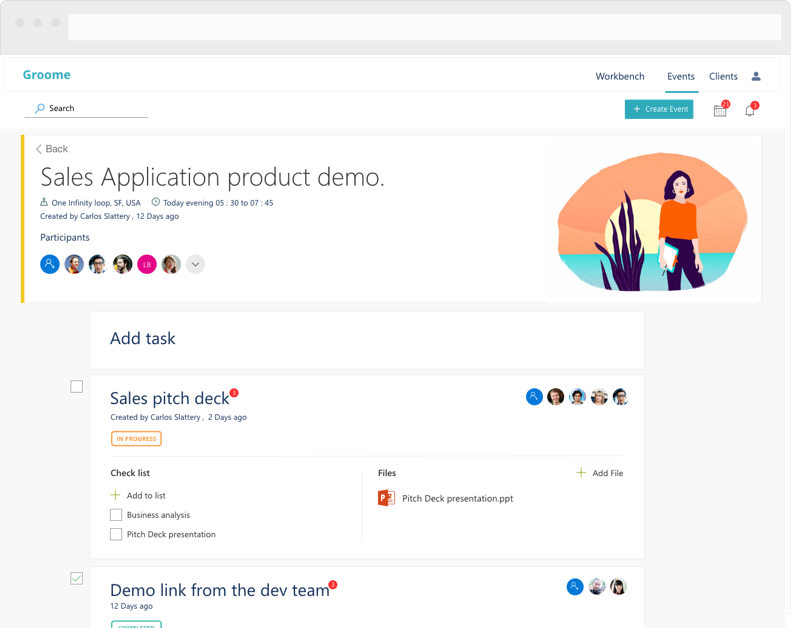 Groome
Workbench Events Clients
Search
+ Create Event
21
3
Back
Sales Application product demo.
One Infinity loop, SF, USA Today evening 05 : 30 to 07 : 45
Created by Carlos Slattery , 12 Days ago
Participants
LB
Add task
Sales pitch deck
3
Created by Carlos Slattery , 2 Days ago
IN PROGRESS
Check list
Add to list
Business analysis
Pitch Deck presentation
Files
Add File
P
Pitch Deck presentation.ppt
Demo link from the dev team
3
12 Days ago
COMPLETED